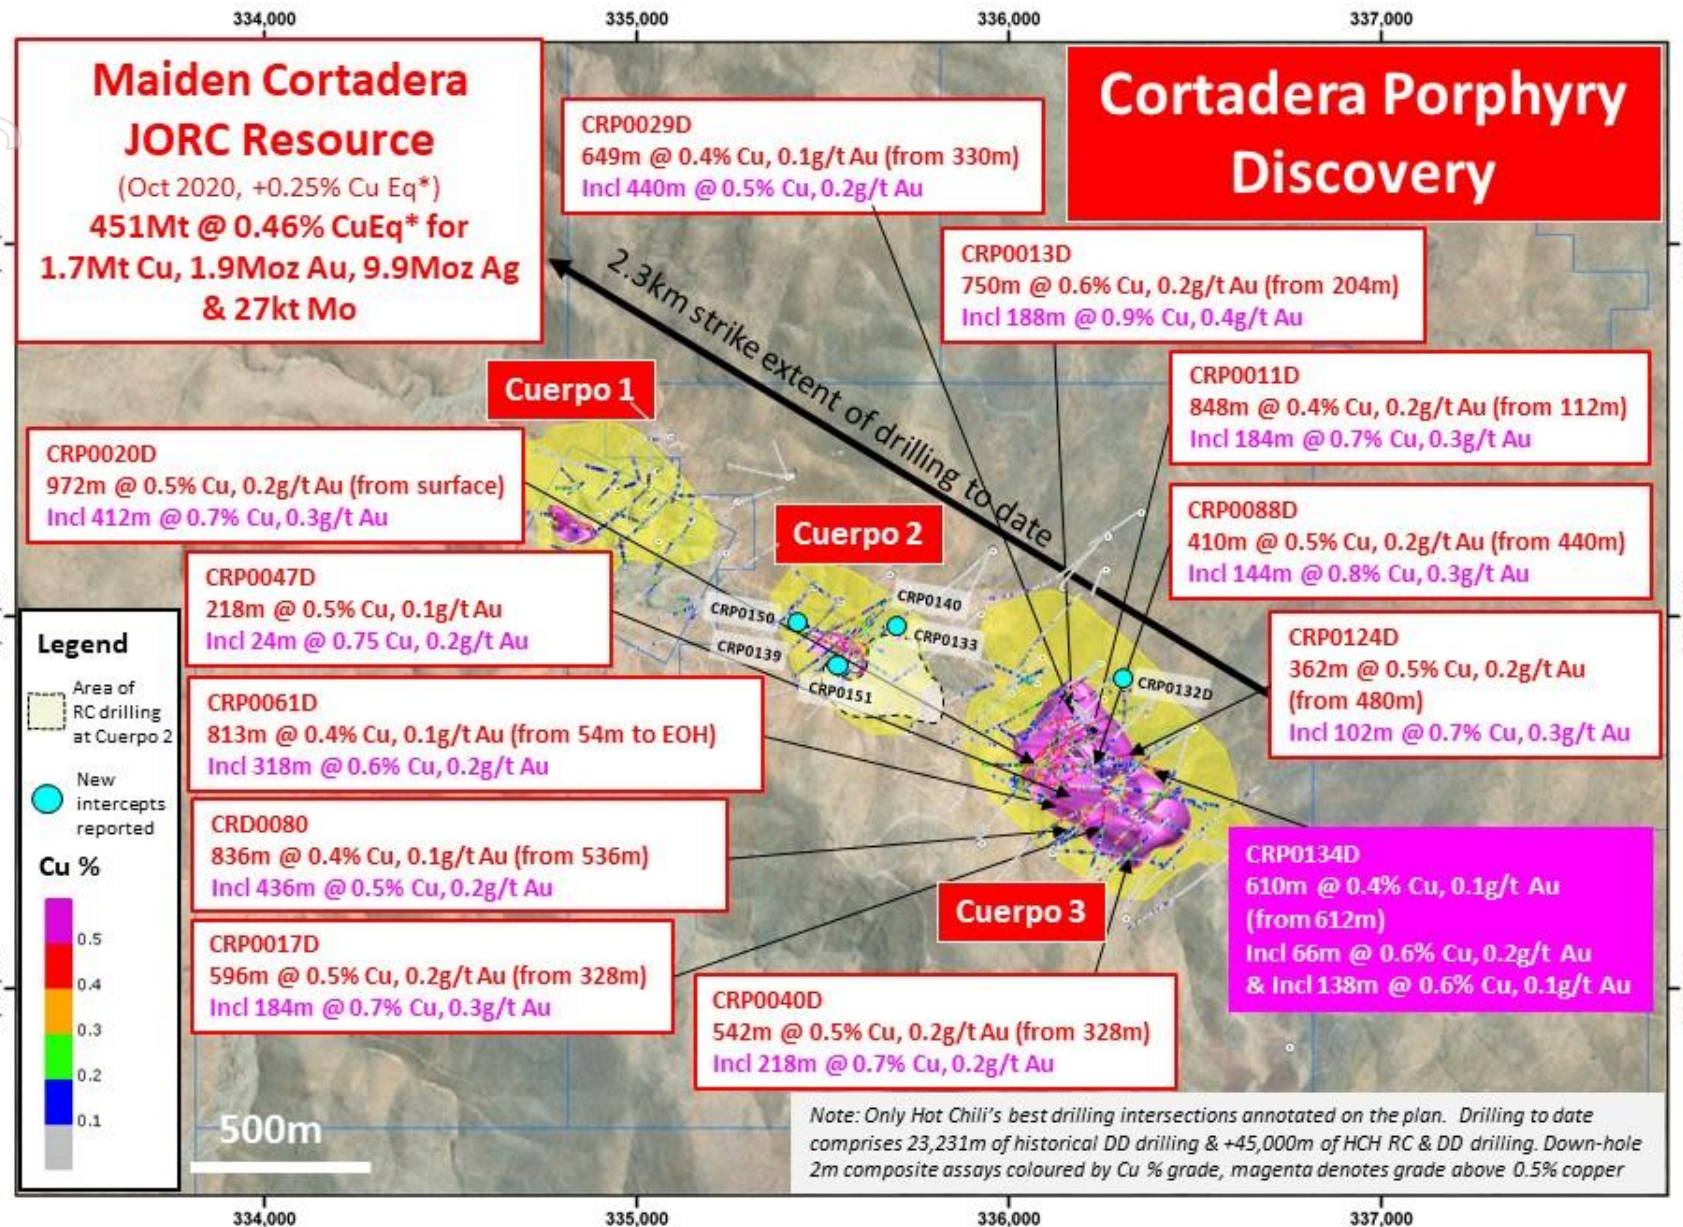 334,000
335,000
336,000
337,000
Maiden Cortadera
JORC Resource
(Oct 2020, +0.25% Cu Eq*)
451Mt @ 0.46% CuEq* for
1.7Mt Cu, 1.9Moz Au, 9.9Moz Ag
& 27kt Mo
Cortadera Porphyry
Discovery
CRP0029D
649m @ 0.4% Cu, 0.1g/t Au (from 330m)
Incl 440m @ 0.5% Cu, 0.2g/t Au
CRP0013D
750m @ 0.6% Cu, 0.2g/t Au (from 204m)
Incl 188m @ 0.9% Cu, 0.4g/t Au
2.3km strike extent of drilling to date
CRP0011D
848m @ 0.4% Cu, 0.2g/t Au (from 112m)
Incl 184m @ 0.7% Cu, 0.3g/t Au
Cuerpo 1
CRP0020D
972m @ 0.5% Cu, 0.2g/t Au (from surface)
Incl 412m @ 0.7% Cu, 0.3g/t Au
CRP0088D
410m @ 0.5% Cu, 0.2g/t Au (from 440m)
Incl 144m @ 0.8% Cu, 0.3g/t Au
Cuerpo 2
CRP0047D
218m @ 0.5% Cu, 0.1g/t Au
Incl 24m @ 0.75 Cu, 0.2g/t Au
CRP0150
CRP0140
CRP0139
CRP0133
CRP0151
CRP0132D
CRP0124D
362m @ 0.5% Cu, 0.2g/t Au
(from 480m)
Incl 102m @ 0.7% Cu, 0.3g/t Au
CRP0061D
813m @ 0.4% Cu, 0.1g/t Au (from 54m to EOH)
Incl 318m @ 0.6% Cu, 0.2g/t Au
CRD0080
836m @ 0.4% Cu, 0.1g/t Au (from 536m)
Incl 436m @ 0.5% Cu, 0.2g/t Au
CRP0134D
610m @ 0.4% Cu, 0.1g/t Au
(from 612m)
Incl 66m @ 0.6% Cu, 0.2g/t Au
& Incl 138m @ 0.6% Cu, 0.1g/t Au
Cuerpo 3
CRP0017D
596m @ 0.5% Cu, 0.2g/t Au (from 328m)
Incl 184m @ 0.7% Cu, 0.3g/t Au
CRP0040D
542m @ 0.5% Cu, 0.2g/t Au (from 328m)
Incl 218m @ 0.7% Cu, 0.2g/t Au
Legend
Area of
RC drilling
at Cuerpo 2
New
intercepts
reported
Cu %
0.5
0.4
0.3
0.2
0.1
500m
Note: Only Hot Chili's best drilling intersections annotated on the plan. Drilling to date
comprises 23,231m of historical DD drilling & +45,000m of HCH RC & DD drilling. Down-hole
2m composite assays coloured by Cu % grade, magenta denotes grade above 0.5% copper
334,000
335,000
336,000
337,000